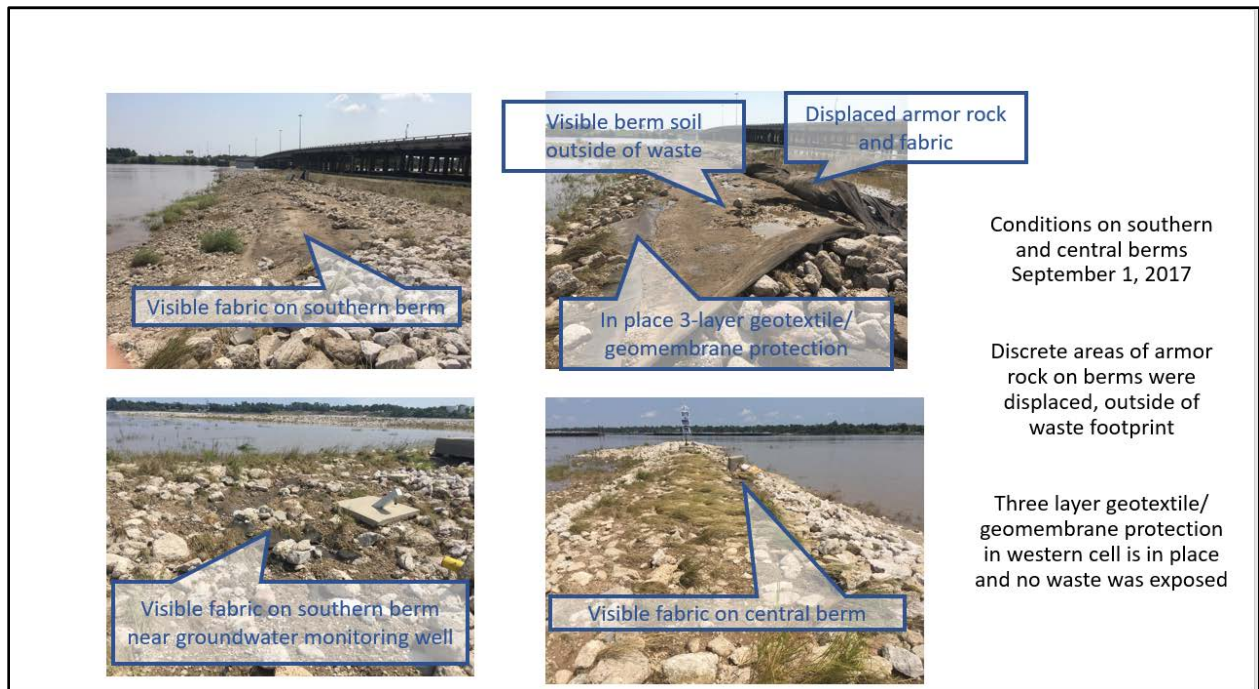 Visible fabric on southern berm
Visible berm soil
outside of waste
Displaced armor rock
and fabric
In place 3-layer geotextile/
geomembrane protection
Visible fabric on southern berm
near groundwater monitoring well
Visible fabric on central berm
Conditions on southern
and central berms
September 1, 2017
Discrete areas of armor
rock on berms were
displaced, outside of
waste footprint
Three layer geotextile/
geomembrane protection
in western cell is in place
and no waste was exposed